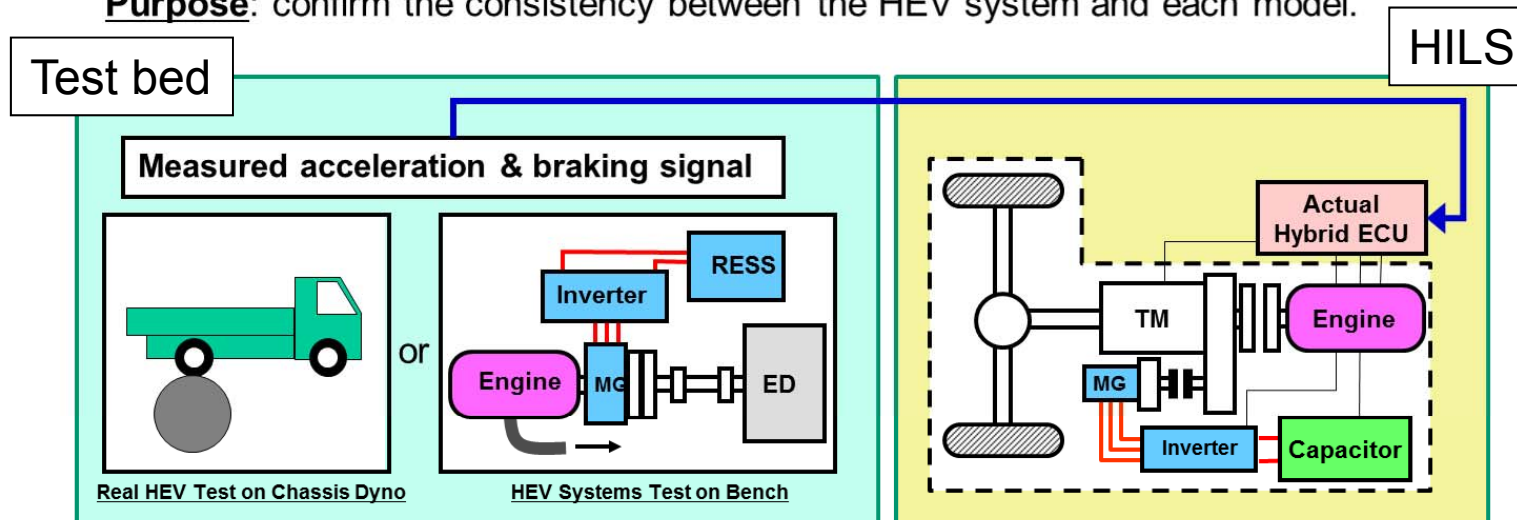 Purpose: confirm the consistency between the HEV system and each model.
Test bed
HILS
Measured acceleration & braking signal
RESS
Inverter
Engine
MG
ED
or
Real HEV Test on Chassis Dyno
HEV Systems Test on Bench
Actual
Hybrid ECU
TM
Engine
MG
Inverter
Capacitor